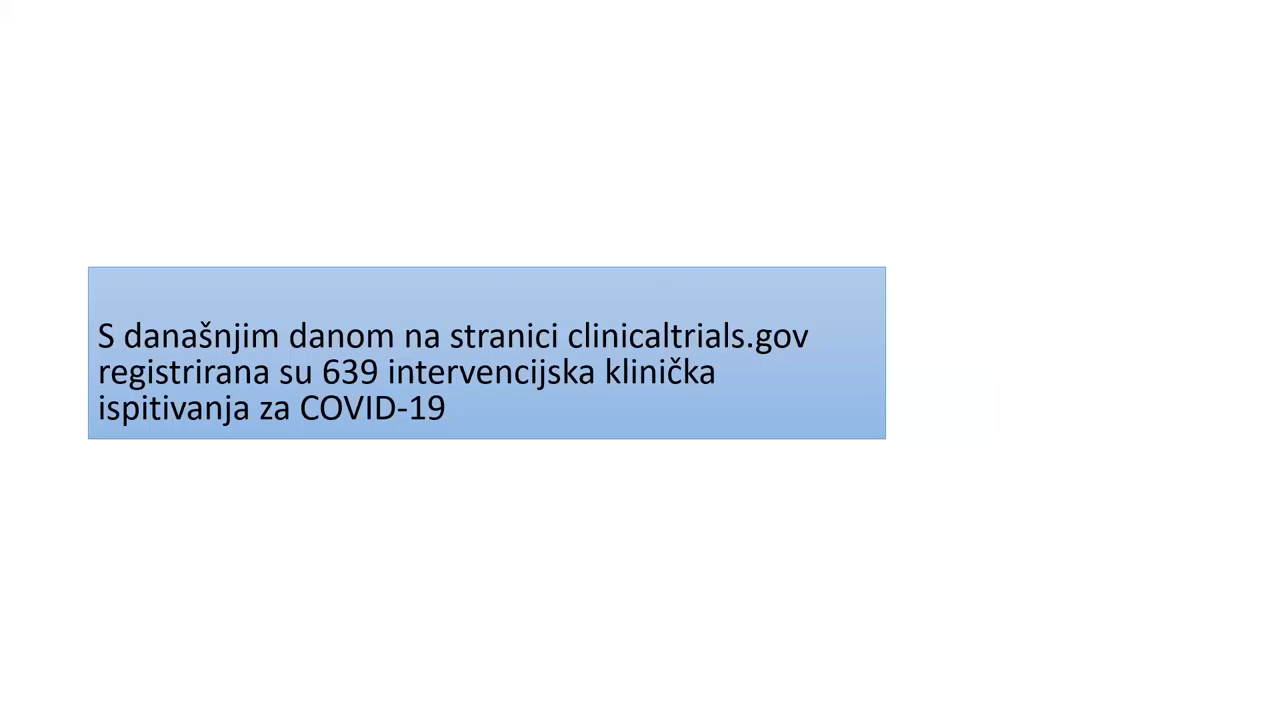 S današnjim danom na stranici clinicaltrials.gov
registrirana su 639 intervencijska klinička
ispitivanja za COVID-19